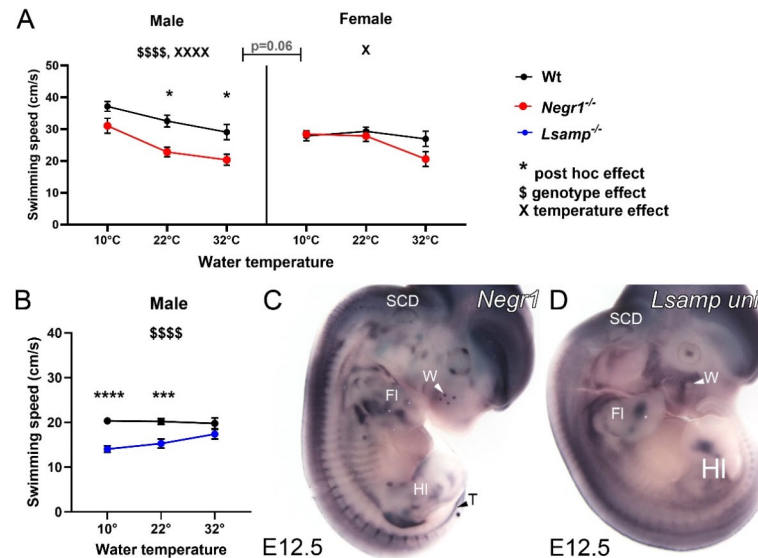 A
Male
Female
$$$$, XXXX
p=0.06
X
* *
Swimming speed (cm/s)
50
40
30
20
10
0
10°C 22°C 32°C 10°C 22°C 32°C
Water temperature
Wt
Negr1-/-
Lsamp-/-
* post hoc effect
$ genotype effect
X temperature effect
B
Male
$$$$
**** ***
Swimming speed (cm/s)
40
30
20
10
0
10° 22° 32°
Water temperature
C
Negr1
SCD
W
Fl
Hl
T
E12.5
D
Lsamp uni
SCD
W
Fl
Hl
E12.5